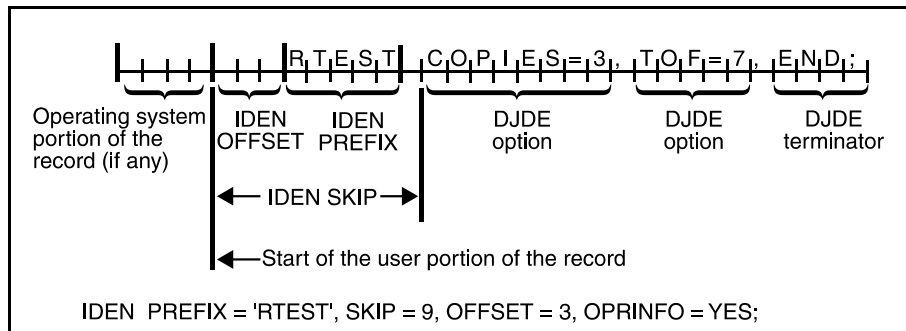 RTEST COPIES=3, TOF=7, END;
Operating system
portion of the
record (if any)
IDEN
OFFSET
IDEN
PREFIX
DJDE
option
DJDE
option
DJDE
terminator
IDEN SKIP
Start of the user portion of the record
IDEN PREFIX = 'RTEST', SKIP = 9, OFFSET = 3, OPRINFO = YES;